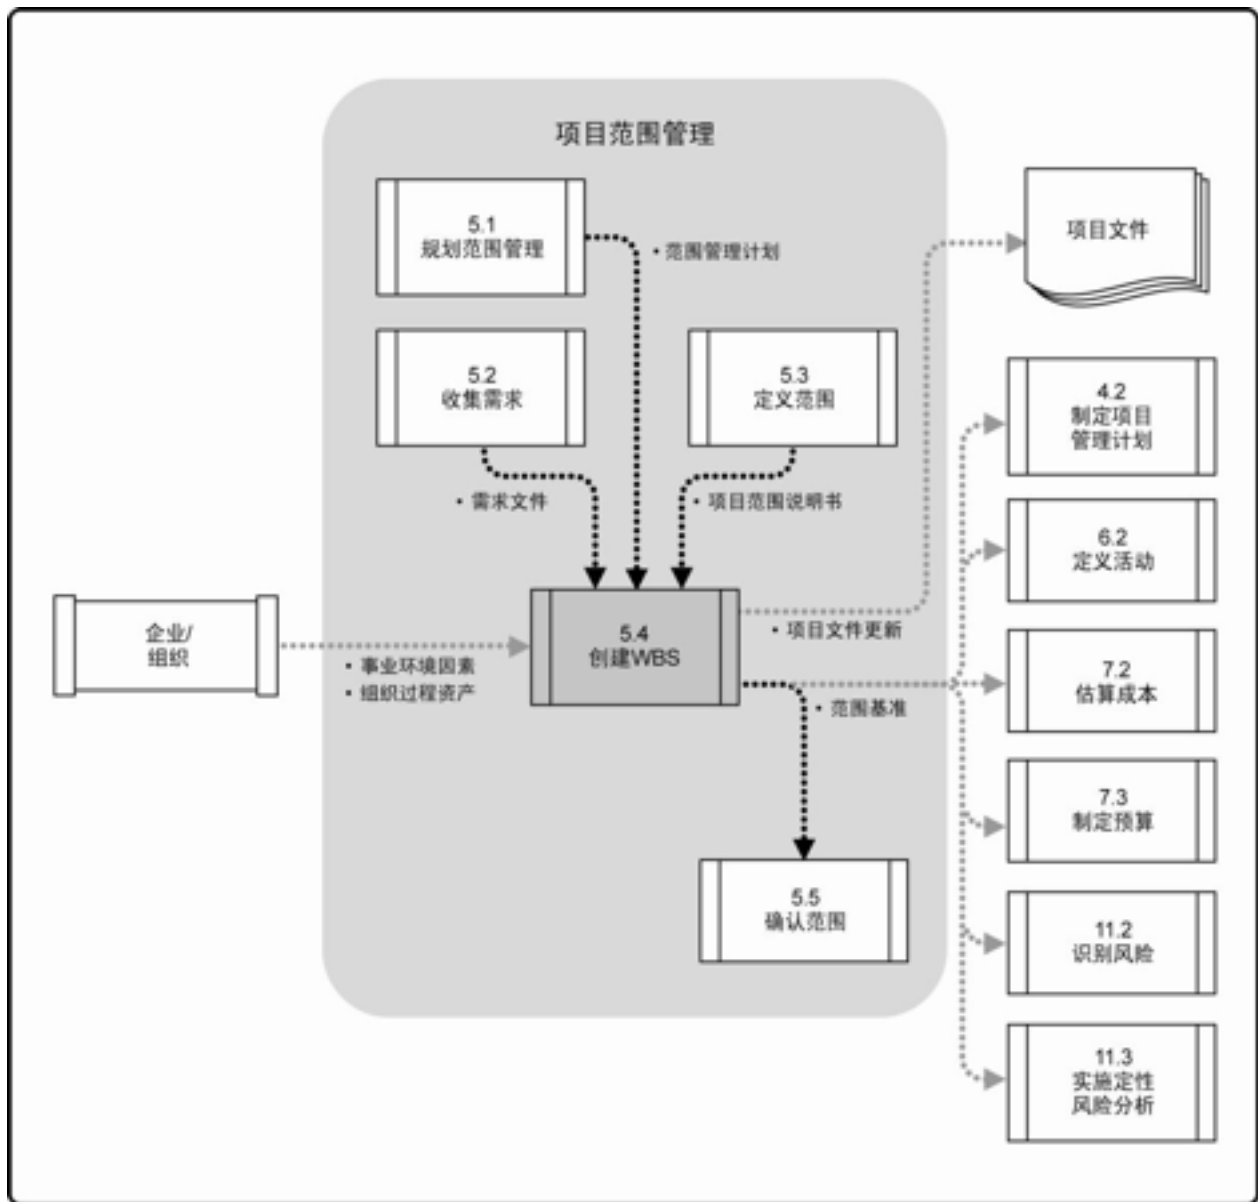 项目范围管理
5.1
规划范围管理
• 范围管理计划
项目文件
5.2
收集需求
5.3
定义范围
4.2
制定项目
管理计划
• 需求文件
• 项目范围说明书
6.2
定义活动
企业/
组织
• 事业环境因素
• 组织过程资产
5.4
创建WBS
• 项目文件更新
• 范围基准
7.2
估算成本
7.3
制定预算
5.5
确认范围
11.2
识别风险
11.3
实施定性
风险分析